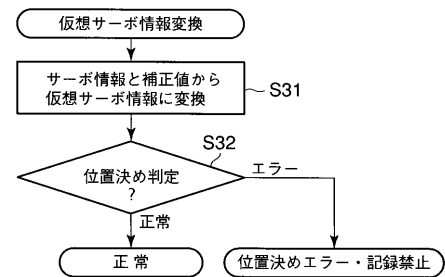 仮想サーボ情報変換
サーボ情報と補正値から
仮想サーボ情報に変換
S31
S32
位置決め判定
?
エラー
正常
正 常
位置決めエラー・記録禁止